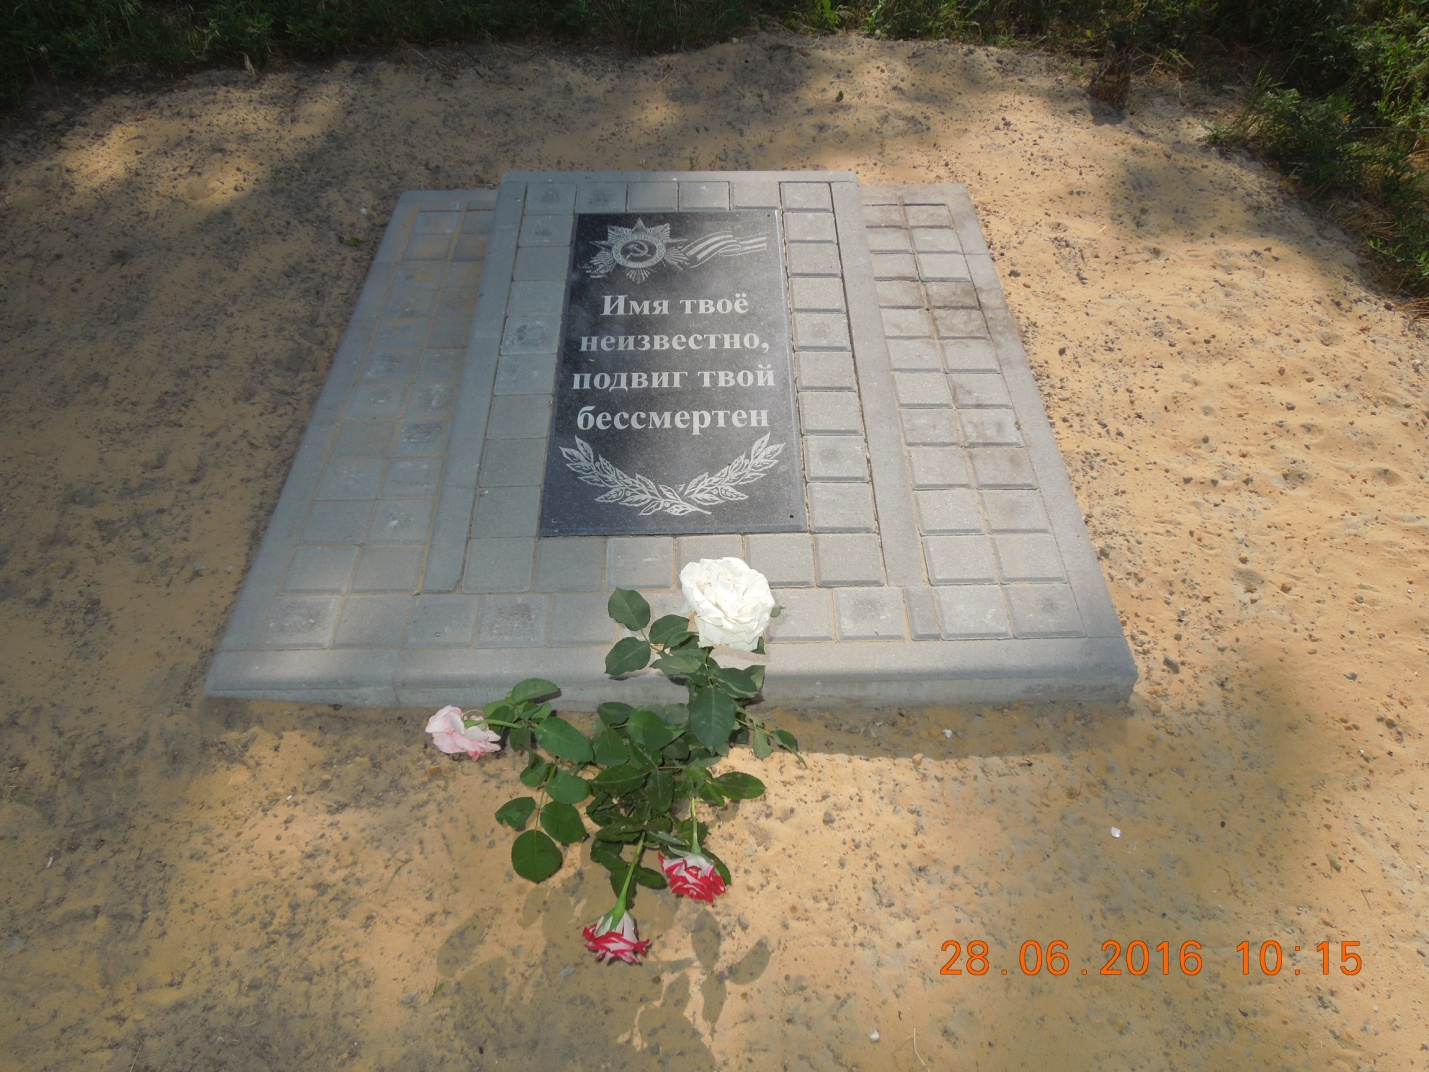 Имя твоё
неизвестно,
подвиг твой
бессмертен
28.06.2016 10:15